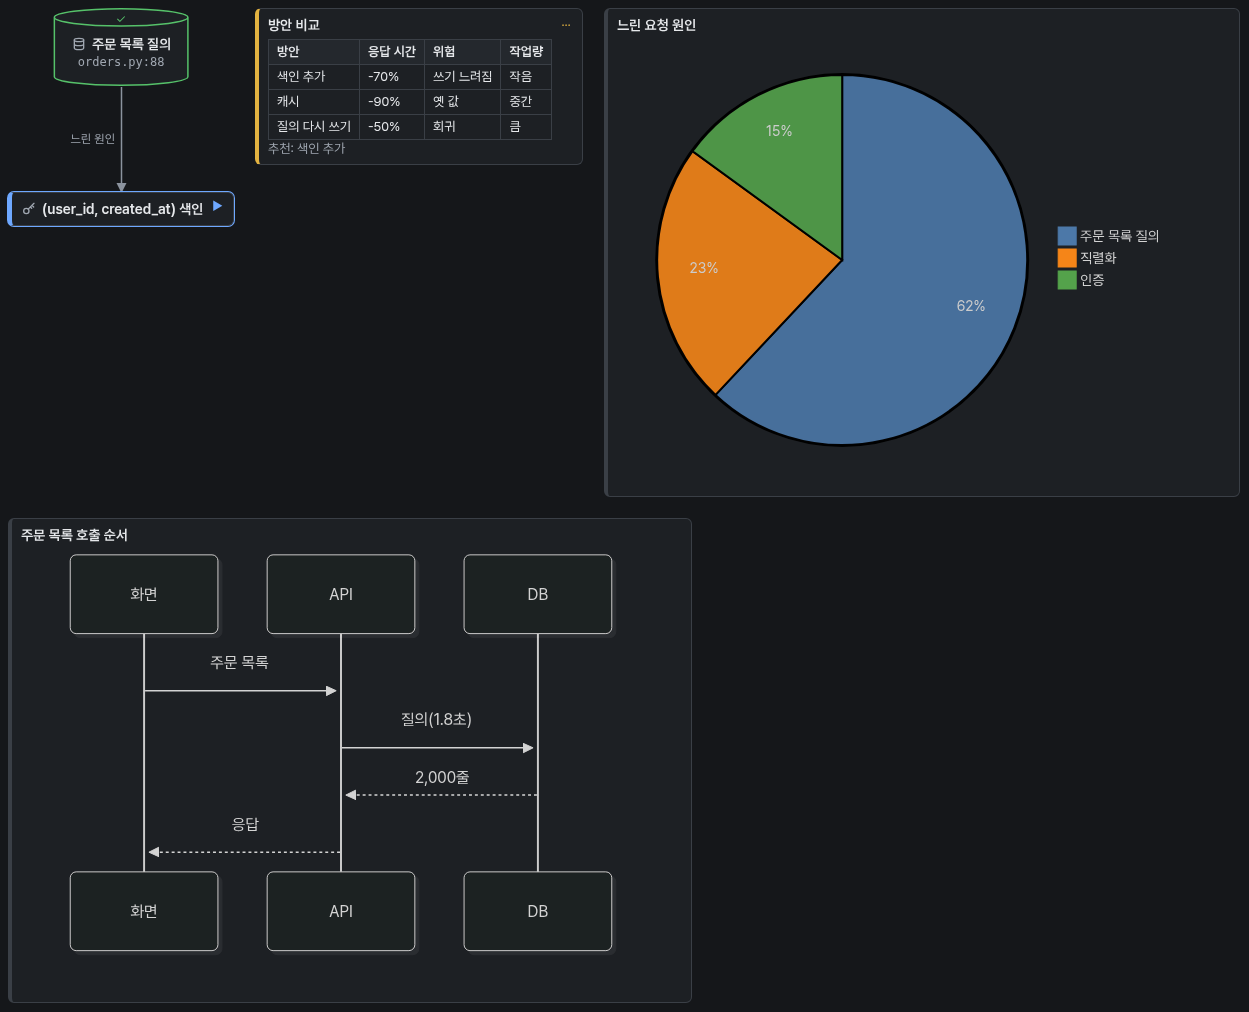 주문 목록 질의
orders.py:88
느린 원인
(user_id, created_at) 색인
방안 비교
방안 응답 시간 위험 작업량
색인 추가 -70% 쓰기 느려짐 작음
캐시 -90% 옛 값 중간
질의 다시 쓰기 -50% 회귀 큼
추천: 색인 추가
느린 요청 원인
15%
23%
62%
주문 목록 질의
직렬화
인증
주문 목록 호출 순서
화면 API DB
주문 목록
질의(1.8초)
2,000줄
응답
화면 API DB